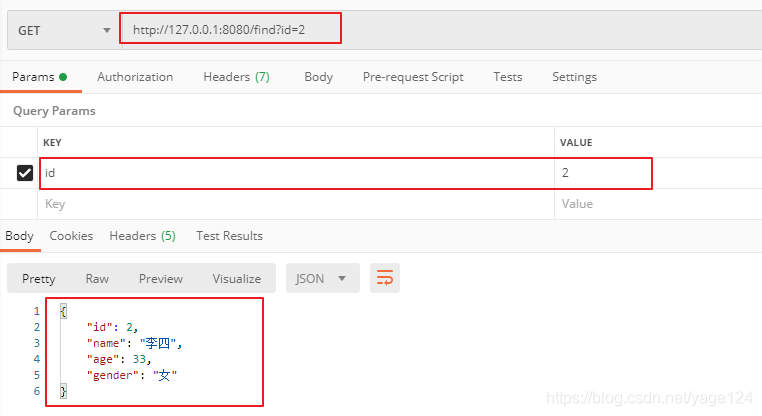 GET http://127.0.0.1:8080/find?id=2
Params Authorization Headers (7) Body Pre-request Script Tests Settings
Query Params
KEY VALUE
id 2
Key Value
Body Cookies Headers (5) Test Results
Pretty Raw Preview Visualize JSON
1 {
2 "id": 2,
3 "name": "李四",
4 "age": 33,
5 "gender": "女"
6 }
https://blog.csdn.net/yage124